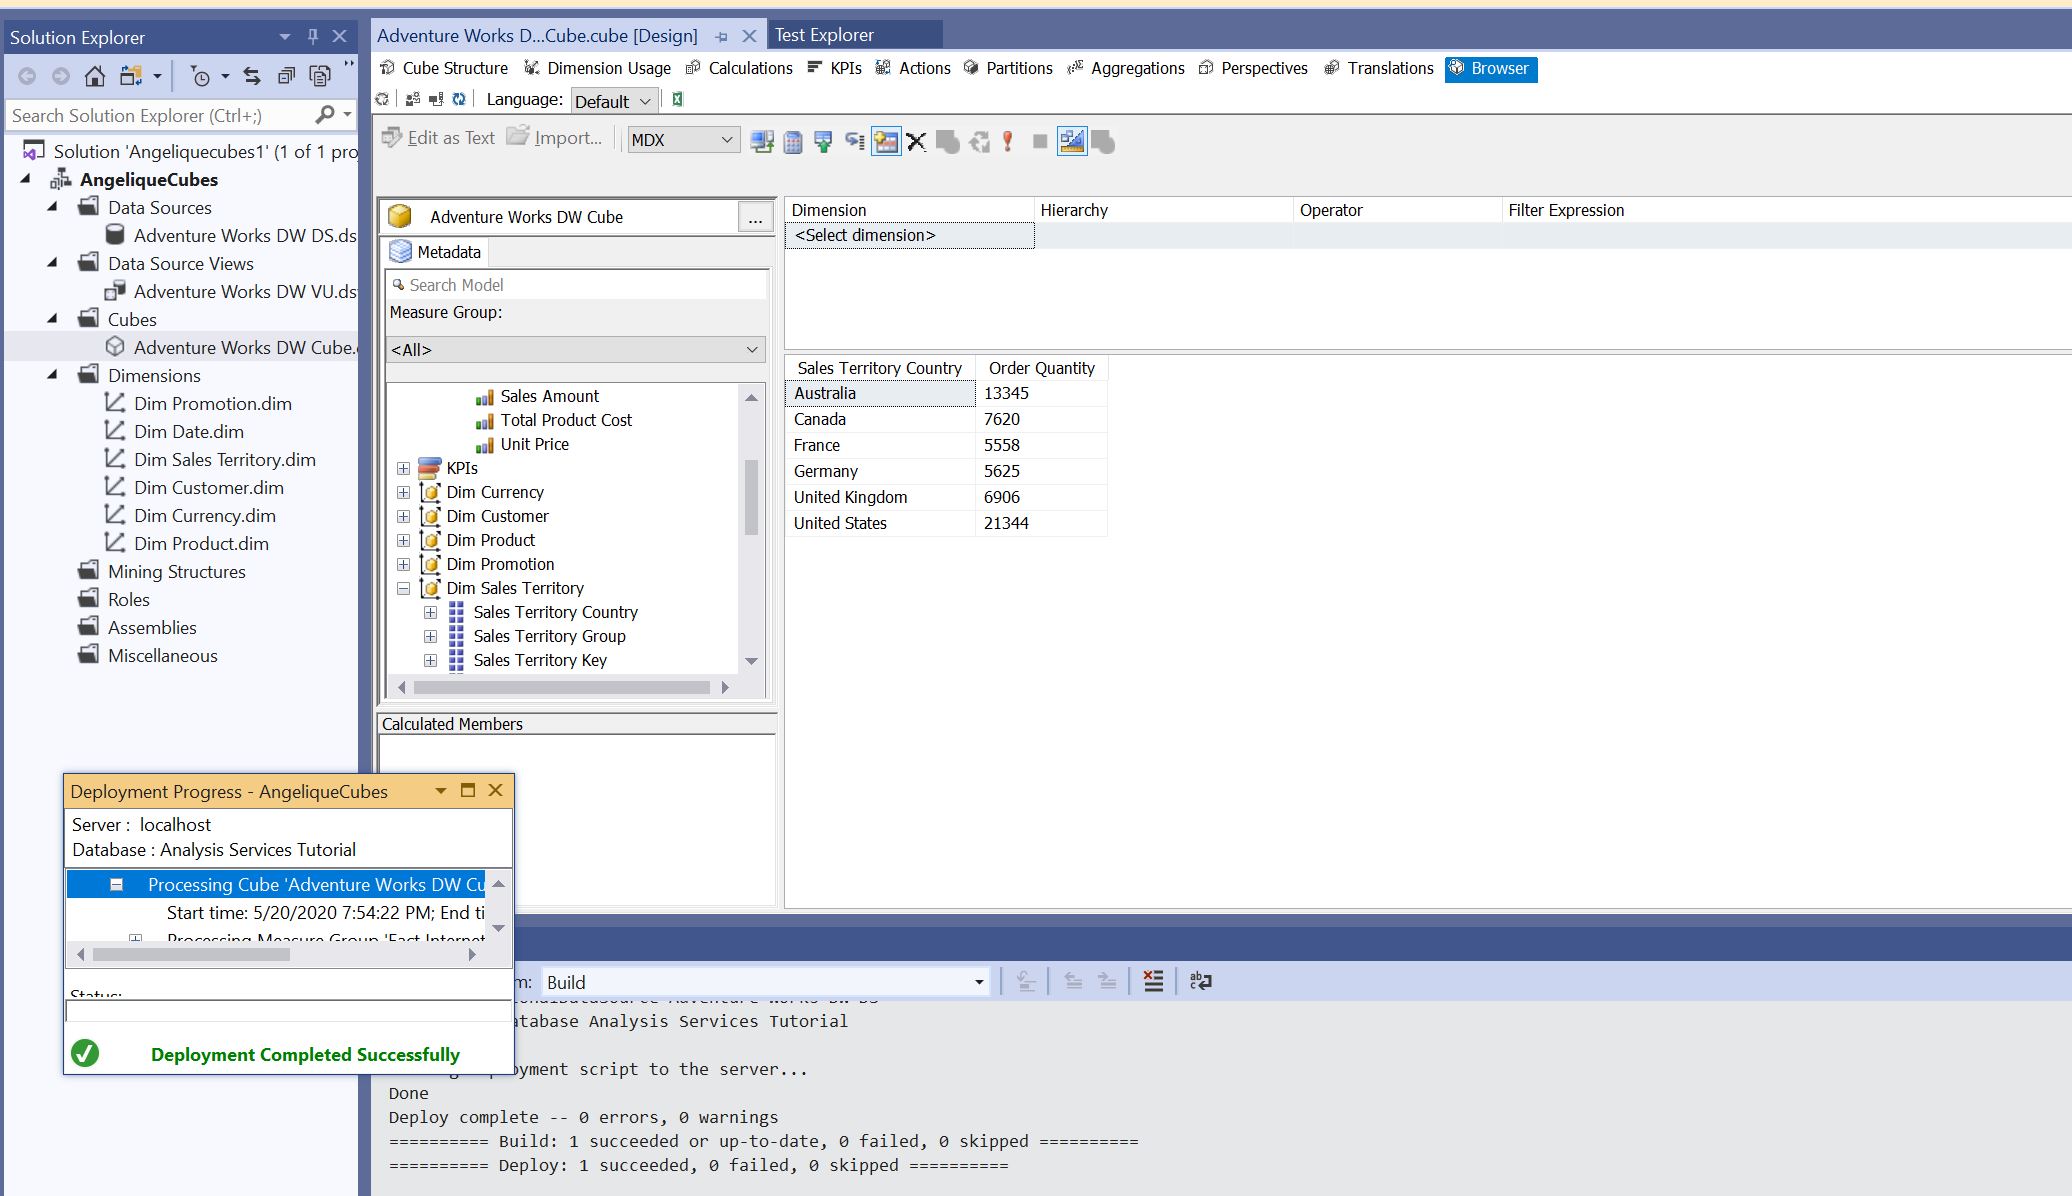 Solution Explorer
Search Solution Explorer (Ctrl+;)
Solution 'Angeliquecubes1' (1 of 1 pro
AngeliqueCubes
Data Sources
Adventure Works DW DS.ds
Data Source Views
Adventure Works DW VU.ds
Cubes
Adventure Works DW Cube.
Dimensions
Dim Promotion.dim
Dim Date.dim
Dim Sales Territory.dim
Dim Customer.dim
Dim Currency.dim
Dim Product.dim
Mining Structures
Roles
Assemblies
Miscellaneous
Adventure Works D...Cube.cube [Design]
Test Explorer
Cube Structure Dimension Usage Calculations KPIs Actions Partitions Aggregations Perspectives Translations Browser
Language: Default
Edit as Text Import... MDX
Adventure Works DW Cube ...
Metadata
Search Model
Measure Group:
<All>
Sales Amount
Total Product Cost
Unit Price
KPIs
Dim Currency
Dim Customer
Dim Product
Dim Promotion
Dim Sales Territory
Sales Territory Country
Sales Territory Group
Sales Territory Key
Calculated Members
Dimension Hierarchy Operator Filter Expression
<Select dimension>
Sales Territory Country Order Quantity
Australia 13345
Canada 7620
France 5558
Germany 5625
United Kingdom 6906
United States 21344
Deployment Progress - AngeliqueCubes
Server : localhost
Database : Analysis Services Tutorial
Processing Cube 'Adventure Works DW Cu
Start time: 5/20/2020 7:54:22 PM; End ti
Processing Measure Group 'Fact Internet
Status:
Deployment Completed Successfully
m: Build
onalDataSource Adventure Works DW DS
atabase Analysis Services Tutorial
oyment script to the server...
Done
Deploy complete -- 0 errors, 0 warnings
========== Build: 1 succeeded or up-to-date, 0 failed, 0 skipped ==========
========== Deploy: 1 succeeded, 0 failed, 0 skipped ==========